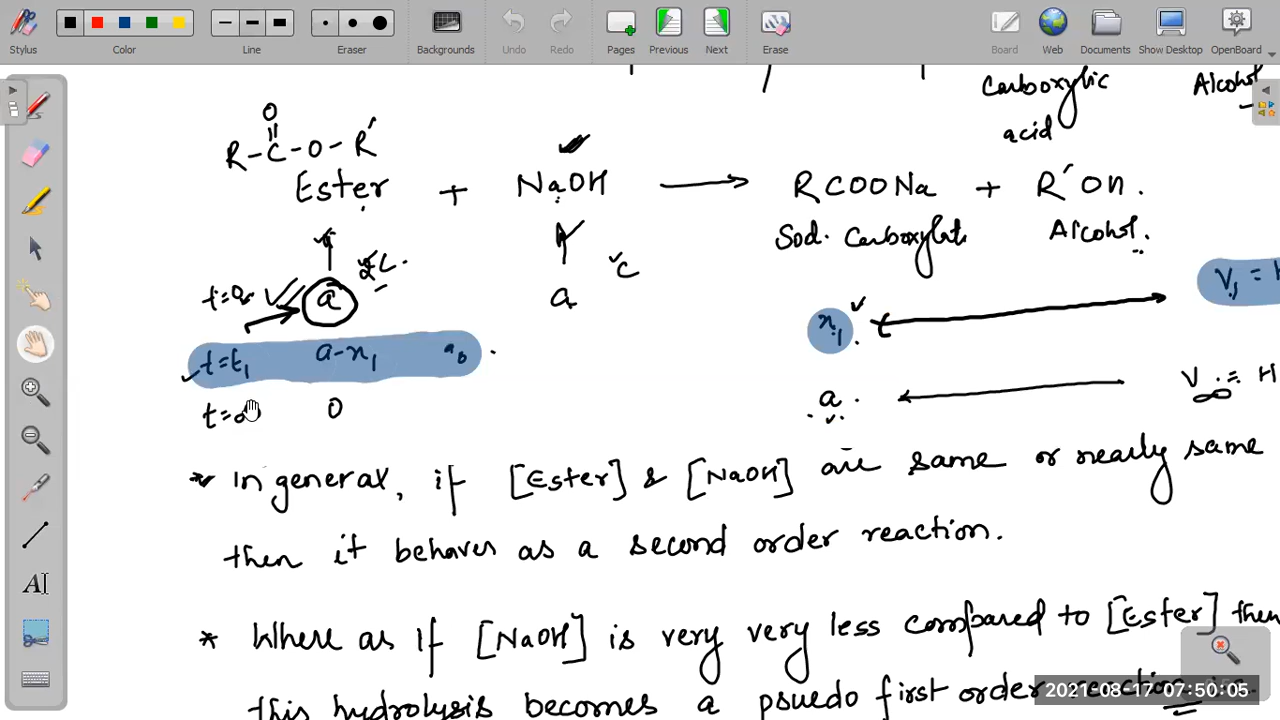 Stylus Color Line Eraser Backgrounds Undo Redo Pages Previous Next Erase Board Web Documents Show Desktop OpenBoard
Carboxylic Alcohol
acid
O
R-C-O-R'
Ester + NaOH → RCOONa + R'OH.
Sod. Carboxylate Alcohol.
C
t=0 a a
V1 = H
x1 t
t=t1 a-x1
a V∞ = H
t=∞ 0
* In general, if [Ester] & [NaOH] are same or nearly same
then it behaves as a second order reaction.
* Where as if [NaOH] is very very less compared to [Ester] then
this hydrolysis becomes a psuedo first order reaction
2021-08-17 07:50:05